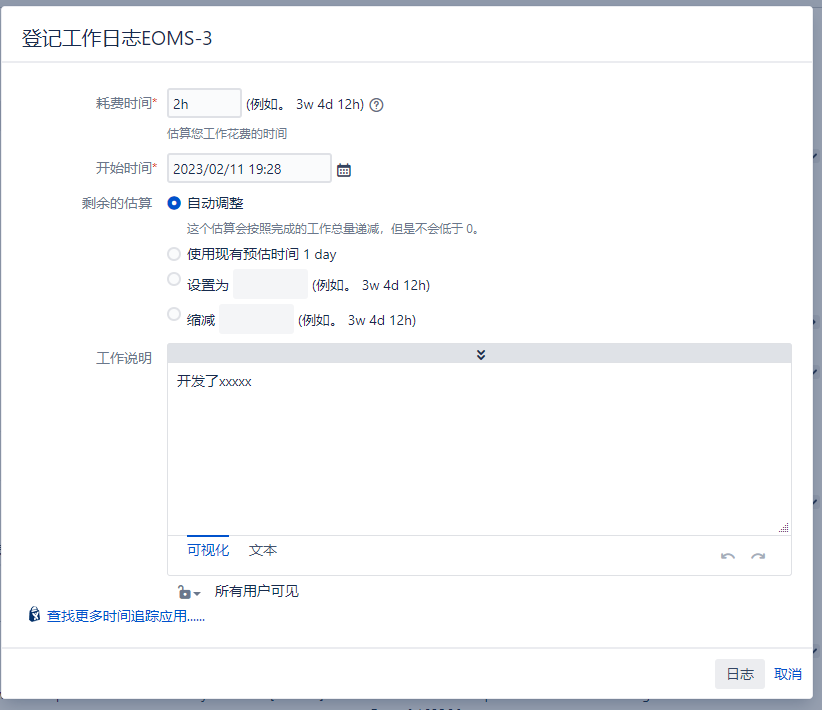 登记工作日志EOMS-3
耗费时间* 2h (例如。 3w 4d 12h)
估算您工作花费的时间
开始时间* 2023/02/11 19:28
剩余的估算 自动调整
这个估算会按照完成的工作总量递减，但是不会低于 0。
使用现有预估时间 1 day
设置为 (例如。 3w 4d 12h)
缩减 (例如。 3w 4d 12h)
工作说明
开发了xxxxx
可视化 文本
所有用户可见
查找更多时间追踪应用......
日志 取消